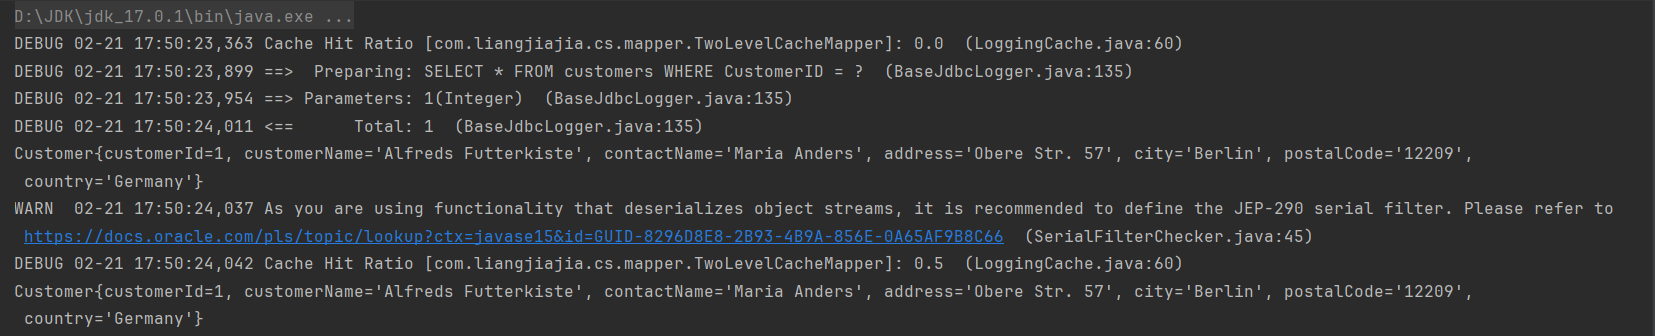 D:\JDK\jdk_17.0.1\bin\java.exe ...
DEBUG 02-21 17:50:23,363 Cache Hit Ratio [com.liangjiajia.cs.mapper.TwoLevelCacheMapper]: 0.0  (LoggingCache.java:60)
DEBUG 02-21 17:50:23,899 ==>  Preparing: SELECT * FROM customers WHERE CustomerID = ?  (BaseJdbcLogger.java:135)
DEBUG 02-21 17:50:23,954 ==> Parameters: 1(Integer)  (BaseJdbcLogger.java:135)
DEBUG 02-21 17:50:24,011 <==      Total: 1  (BaseJdbcLogger.java:135)
Customer{customerId=1, customerName='Alfreds Futterkiste', contactName='Maria Anders', address='Obere Str. 57', city='Berlin', postalCode='12209',
 country='Germany'}
WARN  02-21 17:50:24,037 As you are using functionality that deserializes object streams, it is recommended to define the JEP-290 serial filter. Please refer to
 https://docs.oracle.com/pls/topic/lookup?ctx=javase15&id=GUID-8296D8E8-2B93-4B9A-856E-0A65AF9B8C66  (SerialFilterChecker.java:45)
DEBUG 02-21 17:50:24,042 Cache Hit Ratio [com.liangjiajia.cs.mapper.TwoLevelCacheMapper]: 0.5  (LoggingCache.java:60)
Customer{customerId=1, customerName='Alfreds Futterkiste', contactName='Maria Anders', address='Obere Str. 57', city='Berlin', postalCode='12209',
 country='Germany'}